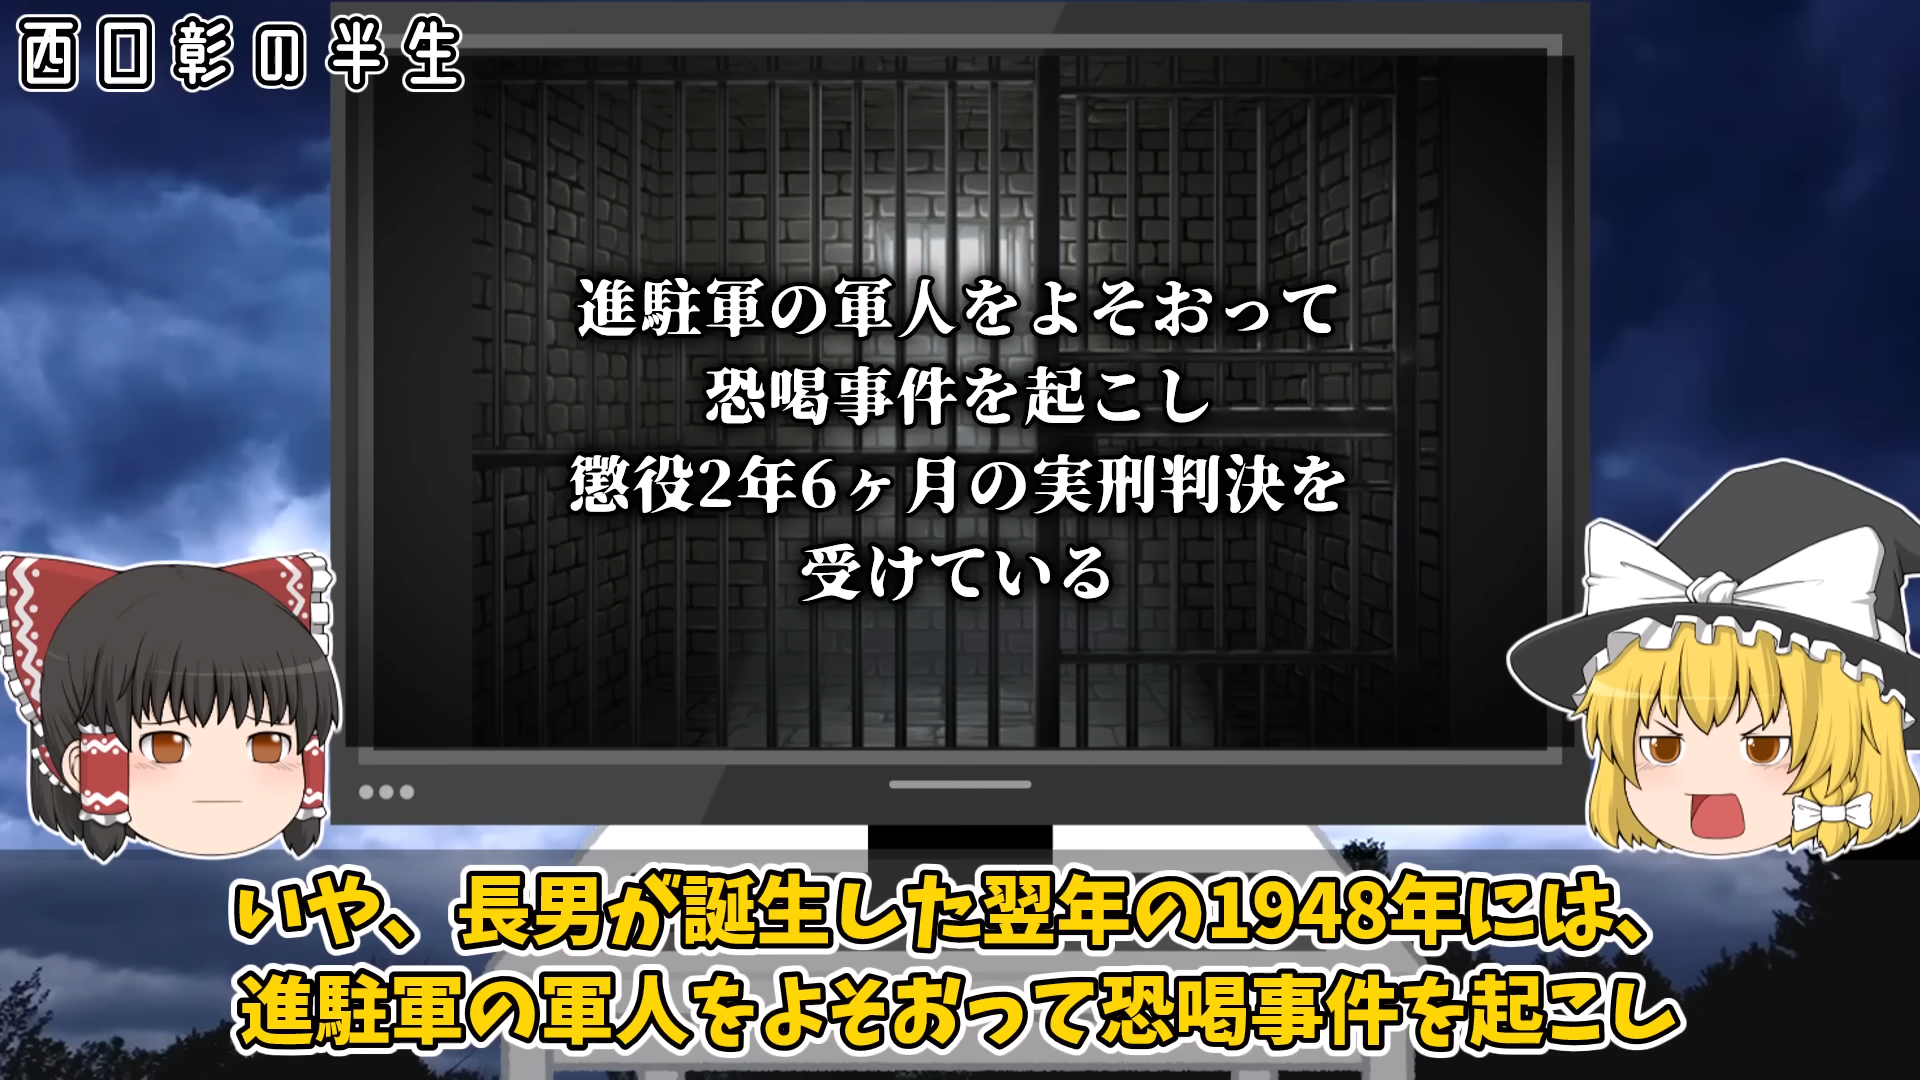 西口彰の半生
進駐軍の軍人をよそおって
恐喝事件を起こし
懲役2年6ヶ月の実刑判決を
受けている
いや、長男が誕生した翌年の1948年には、
進駐軍の軍人をよそおって恐喝事件を起こし